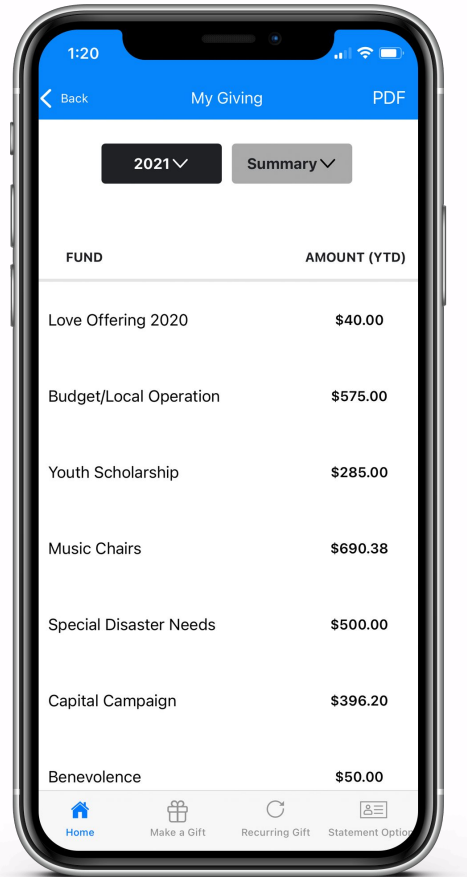 1:20
Back My Giving PDF
2021 Summary
FUND AMOUNT (YTD)
Love Offering 2020 $40.00
Budget/Local Operation $575.00
Youth Scholarship $285.00
Music Chairs $690.38
Special Disaster Needs $500.00
Capital Campaign $396.20
Benevolence $50.00
Home Make a Gift Recurring Gift Statement Option